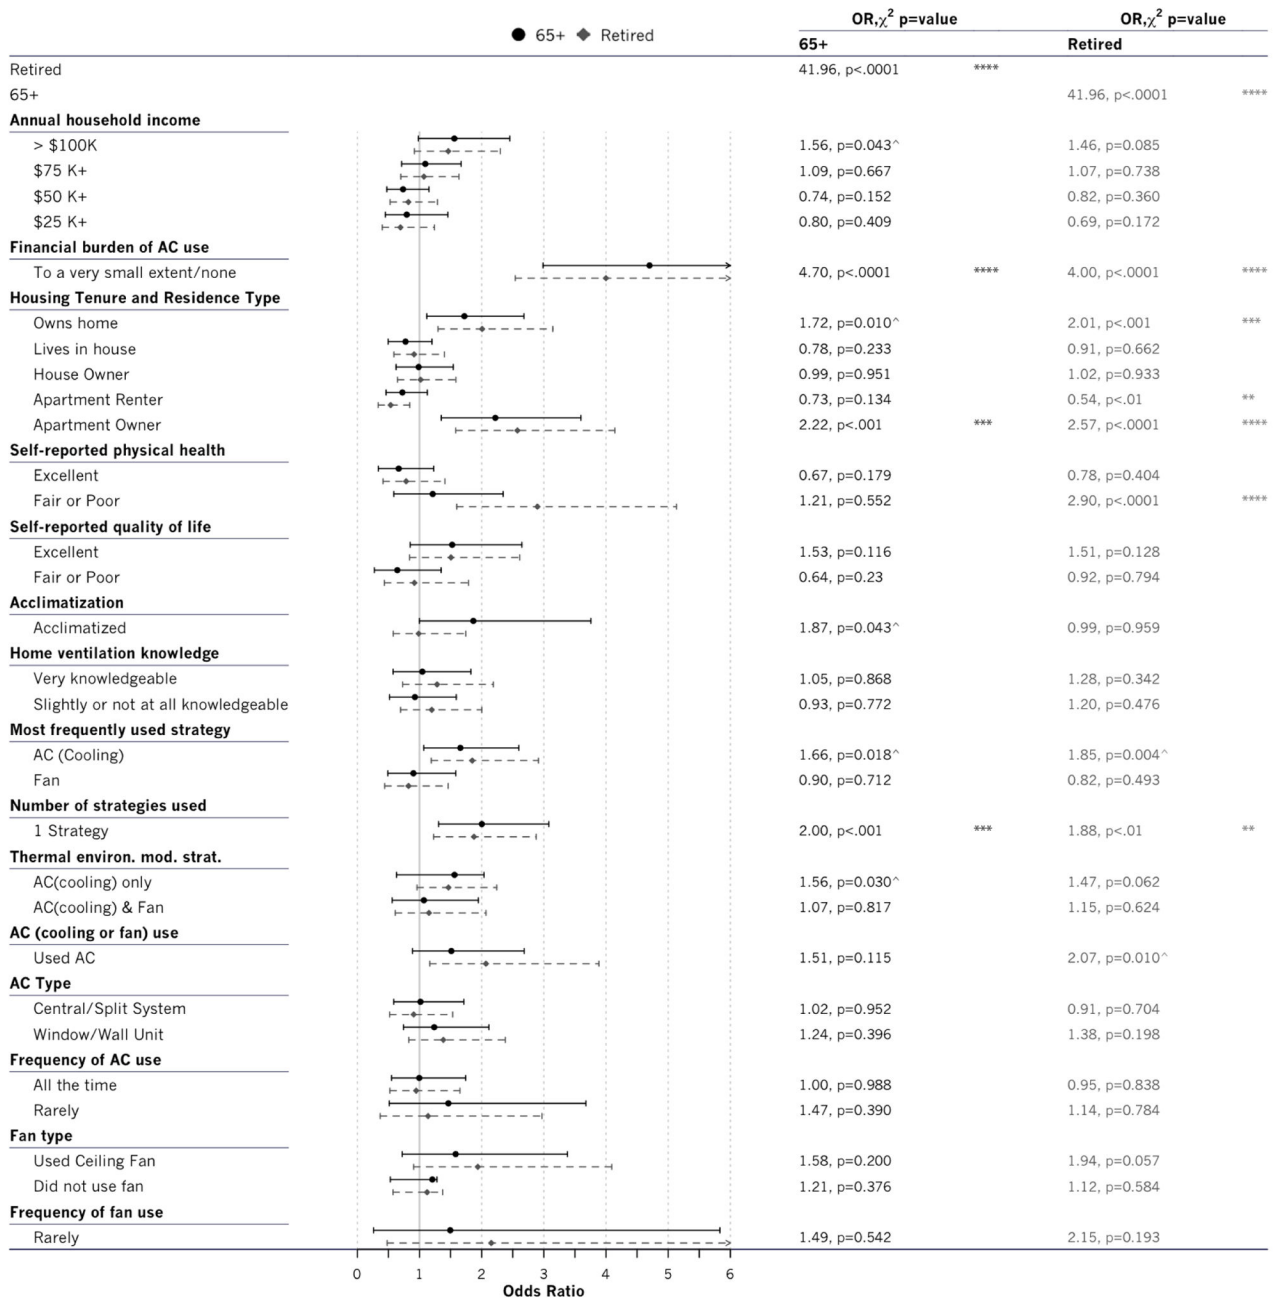 OR,χ² p=value OR,χ² p=value
● 65+ ◆ Retired
65+ Retired
Retired 41.96, p<.0001 ****
65+ 41.96, p<.0001 ****
Annual household income
> $100K 1.56, p=0.043^ 1.46, p=0.085
$75 K+ 1.09, p=0.667 1.07, p=0.738
$50 K+ 0.74, p=0.152 0.82, p=0.360
$25 K+ 0.80, p=0.409 0.69, p=0.172
Financial burden of AC use
To a very small extent/none 4.70, p<.0001 **** 4.00, p<.0001 ****
Housing Tenure and Residence Type
Owns home 1.72, p=0.010^ 2.01, p<.001 ***
Lives in house 0.78, p=0.233 0.91, p=0.662
House Owner 0.99, p=0.951 1.02, p=0.933
Apartment Renter 0.73, p=0.134 0.54, p<.01 **
Apartment Owner 2.22, p<.001 *** 2.57, p<.0001 ****
Self-reported physical health
Excellent 0.67, p=0.179 0.78, p=0.404
Fair or Poor 1.21, p=0.552 2.90, p<.0001 ****
Self-reported quality of life
Excellent 1.53, p=0.116 1.51, p=0.128
Fair or Poor 0.64, p=0.23 0.92, p=0.794
Acclimatization
Acclimatized 1.87, p=0.043^ 0.99, p=0.959
Home ventilation knowledge
Very knowledgeable 1.05, p=0.868 1.28, p=0.342
Slightly or not at all knowledgeable 0.93, p=0.772 1.20, p=0.476
Most frequently used strategy
AC (Cooling) 1.66, p=0.018^ 1.85, p=0.004^
Fan 0.90, p=0.712 0.82, p=0.493
Number of strategies used
1 Strategy 2.00, p<.001 *** 1.88, p<.01 **
Thermal environ. mod. strat.
AC(cooling) only 1.56, p=0.030^ 1.47, p=0.062
AC(cooling) & Fan 1.07, p=0.817 1.15, p=0.624
AC (cooling or fan) use
Used AC 1.51, p=0.115 2.07, p=0.010^
AC Type
Central/Split System 1.02, p=0.952 0.91, p=0.704
Window/Wall Unit 1.24, p=0.396 1.38, p=0.198
Frequency of AC use
All the time 1.00, p=0.988 0.95, p=0.838
Rarely 1.47, p=0.390 1.14, p=0.784
Fan type
Used Ceiling Fan 1.58, p=0.200 1.94, p=0.057
Did not use fan 1.21, p=0.376 1.12, p=0.584
Frequency of fan use
Rarely 1.49, p=0.542 2.15, p=0.193
0 1 2 3 4 5 6
Odds Ratio